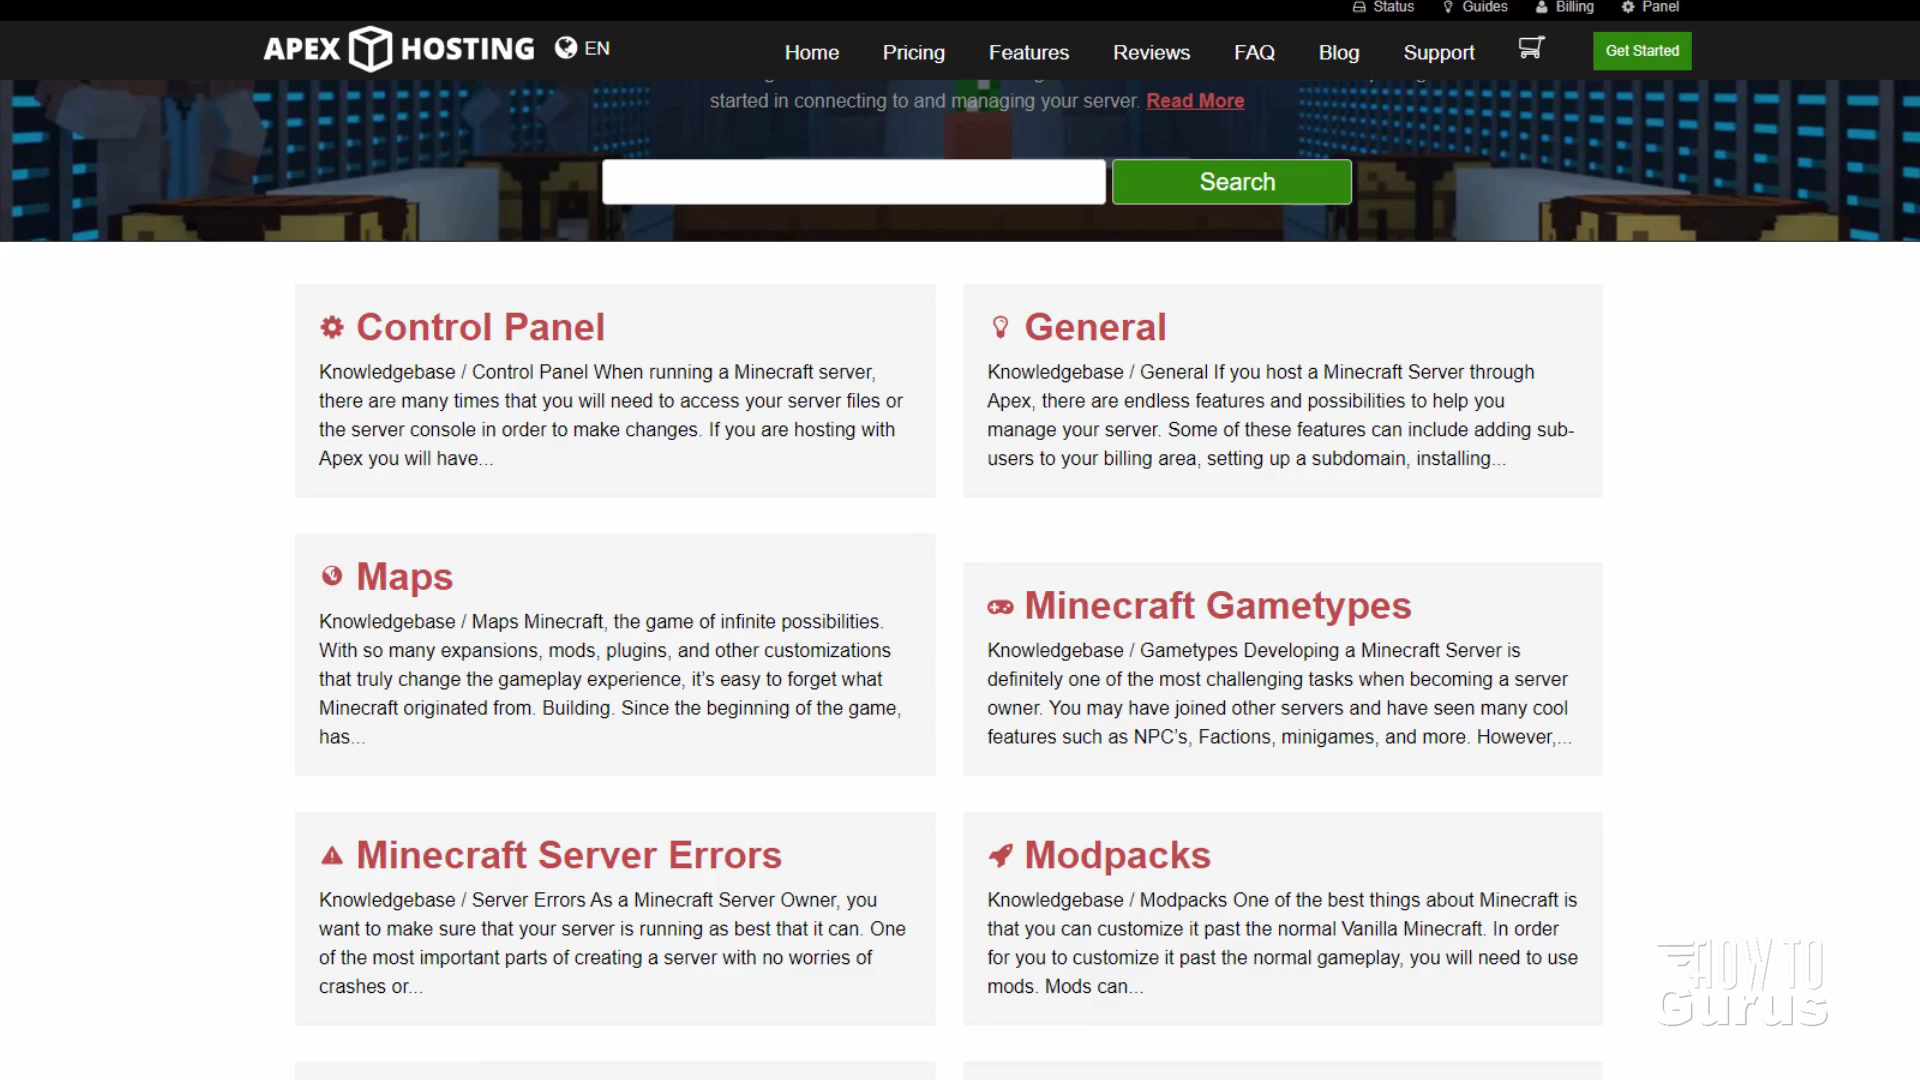 Status Guides Billing Panel
APEX HOSTING EN Home Pricing Features Reviews FAQ Blog Support Get Started
started in connecting to and managing your server. Read More
Search
Control Panel
Knowledgebase / Control Panel When running a Minecraft server,
there are many times that you will need to access your server files or
the server console in order to make changes. If you are hosting with
Apex you will have...
General
Knowledgebase / General If you host a Minecraft Server through
Apex, there are endless features and possibilities to help you
manage your server. Some of these features can include adding sub-
users to your billing area, setting up a subdomain, installing...
Maps
Knowledgebase / Maps Minecraft, the game of infinite possibilities.
With so many expansions, mods, plugins, and other customizations
that truly change the gameplay experience, it’s easy to forget what
Minecraft originated from. Building. Since the beginning of the game,
has...
Minecraft Gametypes
Knowledgebase / Gametypes Developing a Minecraft Server is
definitely one of the most challenging tasks when becoming a server
owner. You may have joined other servers and have seen many cool
features such as NPC’s, Factions, minigames, and more. However,...
Minecraft Server Errors
Knowledgebase / Server Errors As a Minecraft Server Owner, you
want to make sure that your server is running as best that it can. One
of the most important parts of creating a server with no worries of
crashes or...
Modpacks
Knowledgebase / Modpacks One of the best things about Minecraft is
that you can customize it past the normal Vanilla Minecraft. In order
for you to customize it past the normal gameplay, you will need to use
mods. Mods can...
HOW TO
Gurus